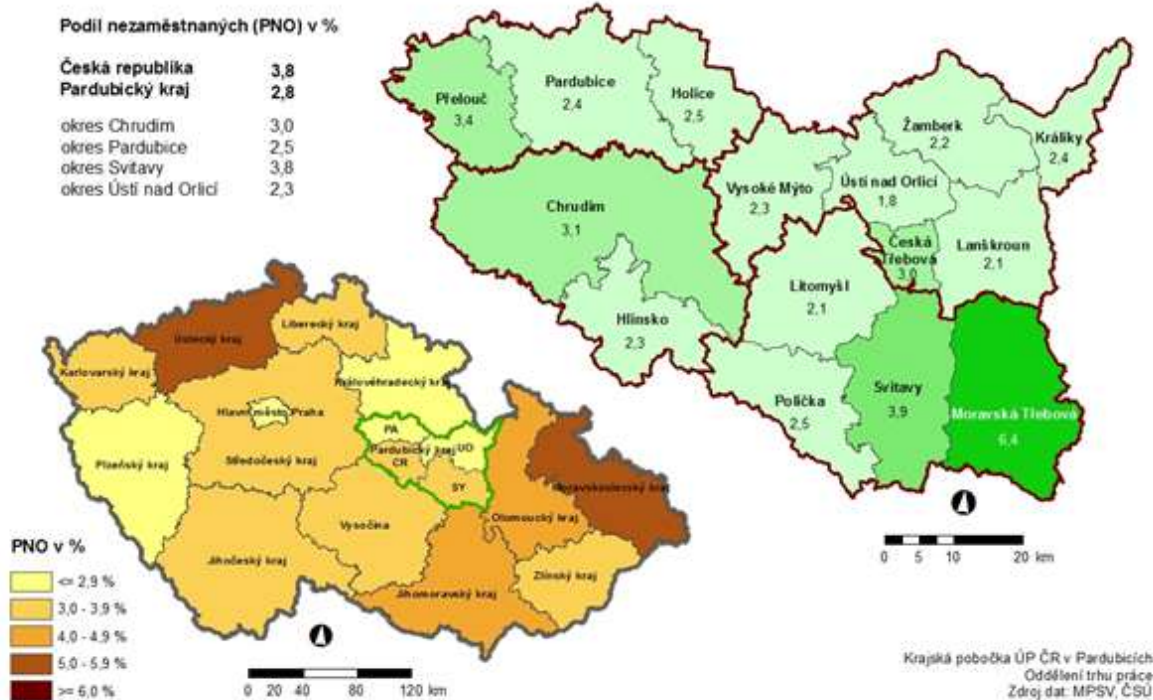 Podíl nezaměstnaných (PNO) v %
Česká republika 3,8
Pardubický kraj 2,8
okres Chrudim 3,0
okres Pardubice 2,5
okres Svitavy 3,8
okres Ústí nad Orlicí 2,3
Přelouč
3,4
Pardubice
2,4
Holice
2,5
Žamberk
2,2
Králíky
2,4
Vysoké Mýto
2,3
Ústí nad Orlicí
1,8
Chrudim
3,1
Česká
Třebová
3,0
Lanškroun
2,1
Litomyšl
2,1
Hlinsko
2,3
Polička
2,5
Svitavy
3,9
Moravská Třebová
6,4
0 5 10 20
km
Ústecký kraj
Liberecký kraj
Karlovarský kraj
Královéhradecký kraj
Hlavní město Praha
PA
UO
Pardubický kraj
CR
SY
Plzeňský kraj
Středočeský kraj
Moravskoslezský kraj
Olomoucký kraj
Vysočina
Jihočeský kraj
Zlínský kraj
Jihomoravský kraj
PNO v %
<= 2,9 %
3,0 - 3,9 %
4,0 - 4,9 %
5,0 - 5,9 %
>= 6,0 %
0 20 40 80 120 km
Krajská pobočka ÚP ČR v Pardubicích
Oddělení trhu práce
Zdroj dat: MPSV, ČSÚ